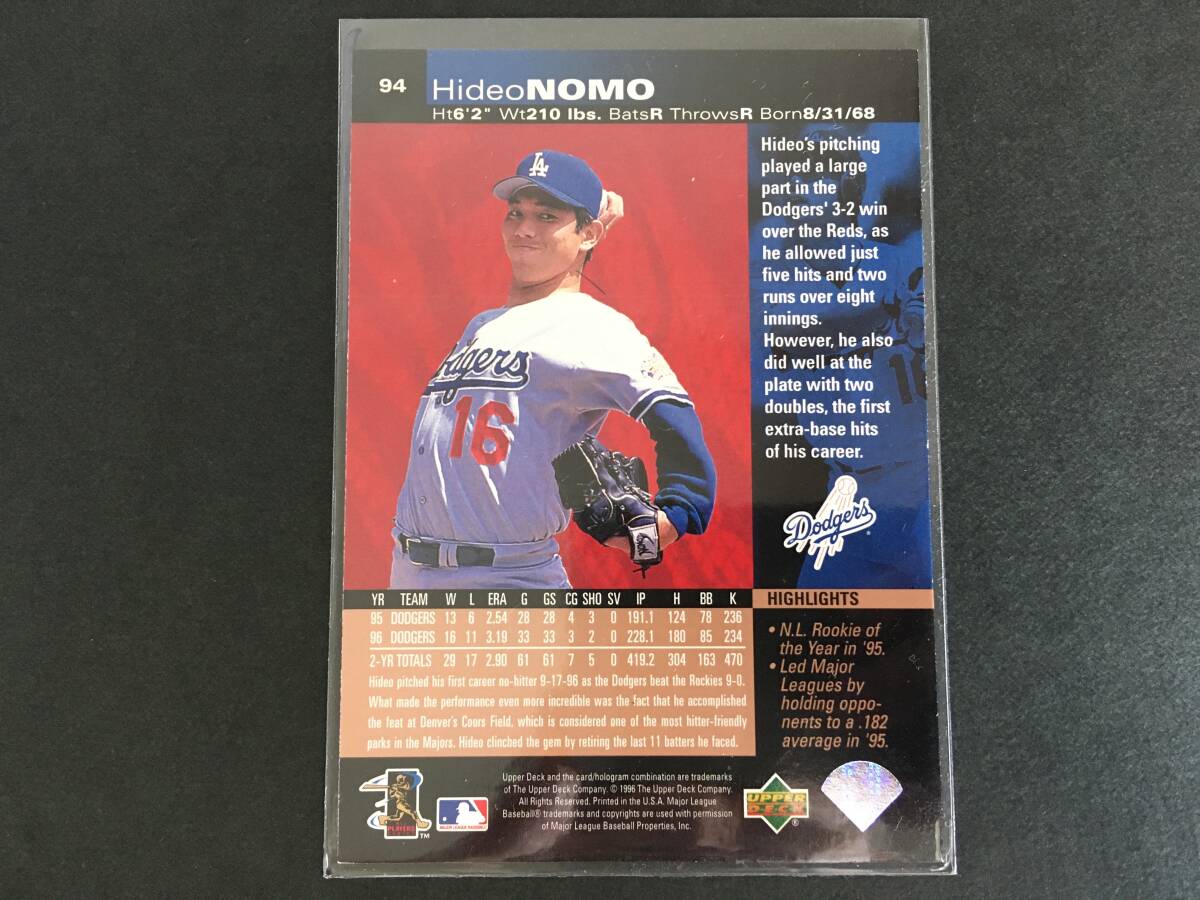 94
HideoNOMO
Ht6'2" Wt210 lbs. BatsR ThrowsR Born8/31/68
Hideo's pitching
played a large
part in the
Dodgers' 3-2 win
over the Reds, as
he allowed just
five hits and two
runs over eight
innings.
However, he also
did well at the
plate with two
doubles, the first
extra-base hits
of his career.
LA
Dodgers
16
Dodgers
YR TEAM W L ERA G GS CG SHO SV IP H BB K
95 DODGERS 13 6 2.54 28 28 4 3 0 191.1 124 78 236
96 DODGERS 16 11 3.19 33 33 3 2 0 228.1 180 85 234
2-YR TOTALS 29 17 2.90 61 61 7 5 0 419.2 304 163 470
Hideo pitched his first career no-hitter 9-17-96 as the Dodgers beat the Rockies 9-0.
What made the performance even more incredible was the fact that he accomplished
the feat at Denver's Coors Field, which is considered one of the most hitter-friendly
parks in the Majors. Hideo clinched the gem by retiring the last 11 batters he faced.
HIGHLIGHTS
• N.L. Rookie of
the Year in '95.
• Led Major
Leagues by
holding oppo-
nents to a .182
average in '95.
Upper Deck and the card/hologram combination are trademarks
of The Upper Deck Company. © 1996 The Upper Deck Company.
All Rights Reserved. Printed in the U.S.A. Major League
Baseball® trademarks and copyrights are used with permission
of Major League Baseball Properties, Inc.
PLAYERS
TM
MAJOR LEAGUE BASEBALL
UPPER
DECK
®